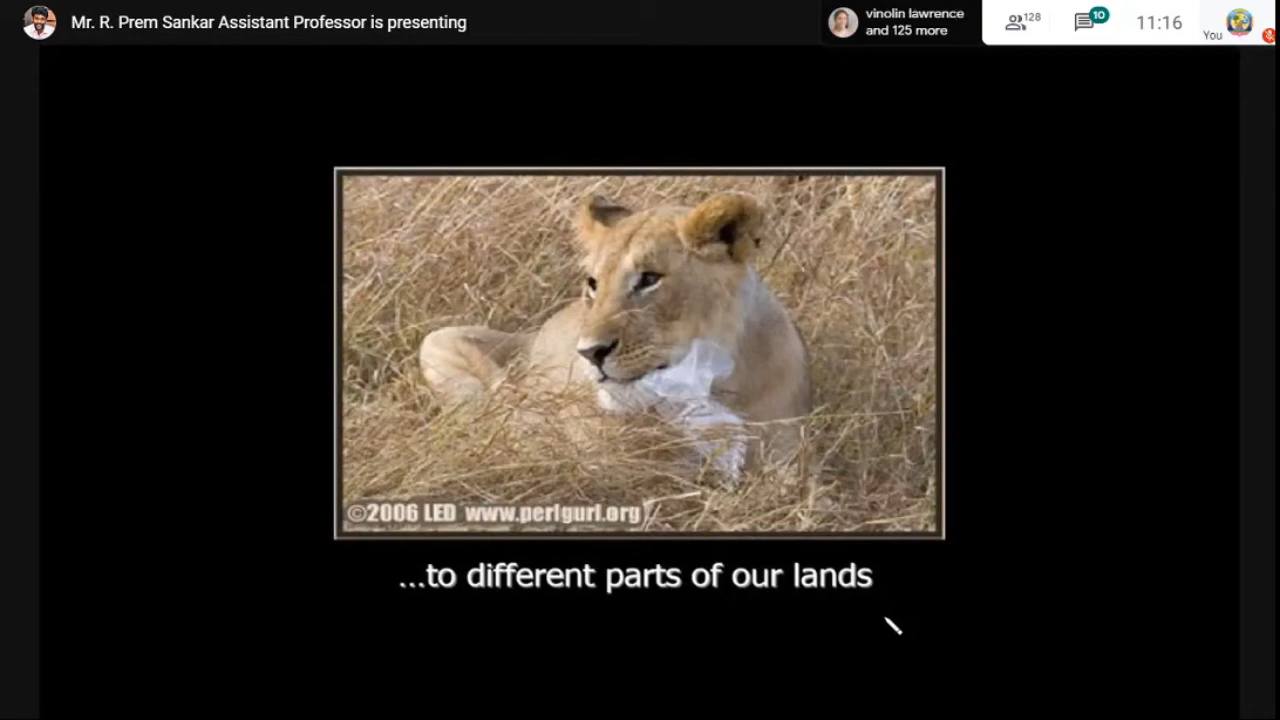 Mr. R. Prem Sankar Assistant Professor is presenting
vinolin lawrence
and 125 more
128
10
11:16
You
©2006 LED www.perlgurl.org
...to different parts of our lands